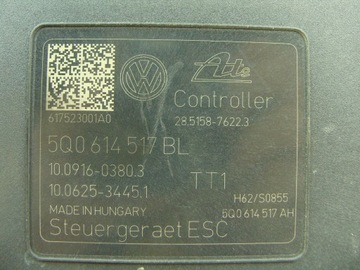 Ate
617523001A0
Controller
28.5158-7622.3
5Q0 614 517 BL
10.0916-0380.3
TT1
10.0625-3445.1
H62/S0855
MADE IN HUNGARY
5Q0 614 517 AH
Steuergeraet ESC